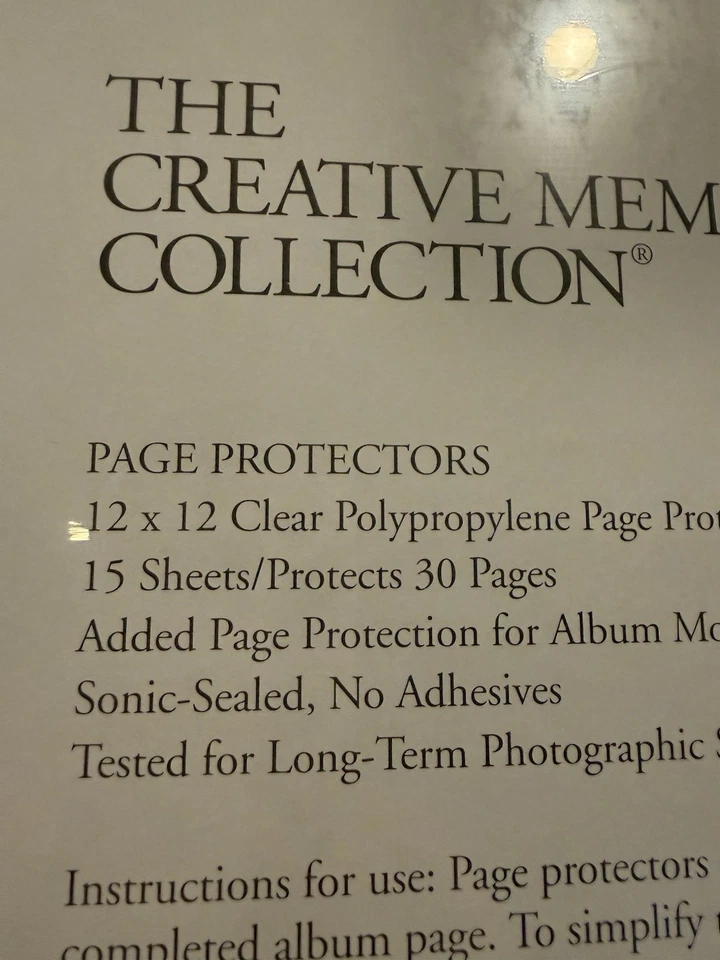 THE
CREATIVE MEM
COLLECTION®
PAGE PROTECTORS
12 x 12 Clear Polypropylene Page Prot
15 Sheets/Protects 30 Pages
Added Page Protection for Album Mo
Sonic-Sealed, No Adhesives
Tested for Long-Term Photographic
Instructions for use: Page protectors
completed album page. To simplify